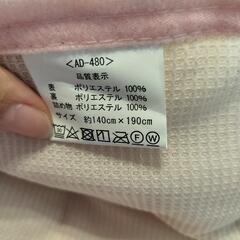 <AD-480>
品質表示
表 ポリエステル 100%
裏 ポリエステル 100%
詰め物 ポリエステル 100%
サイズ 約140cm×190cm
F W